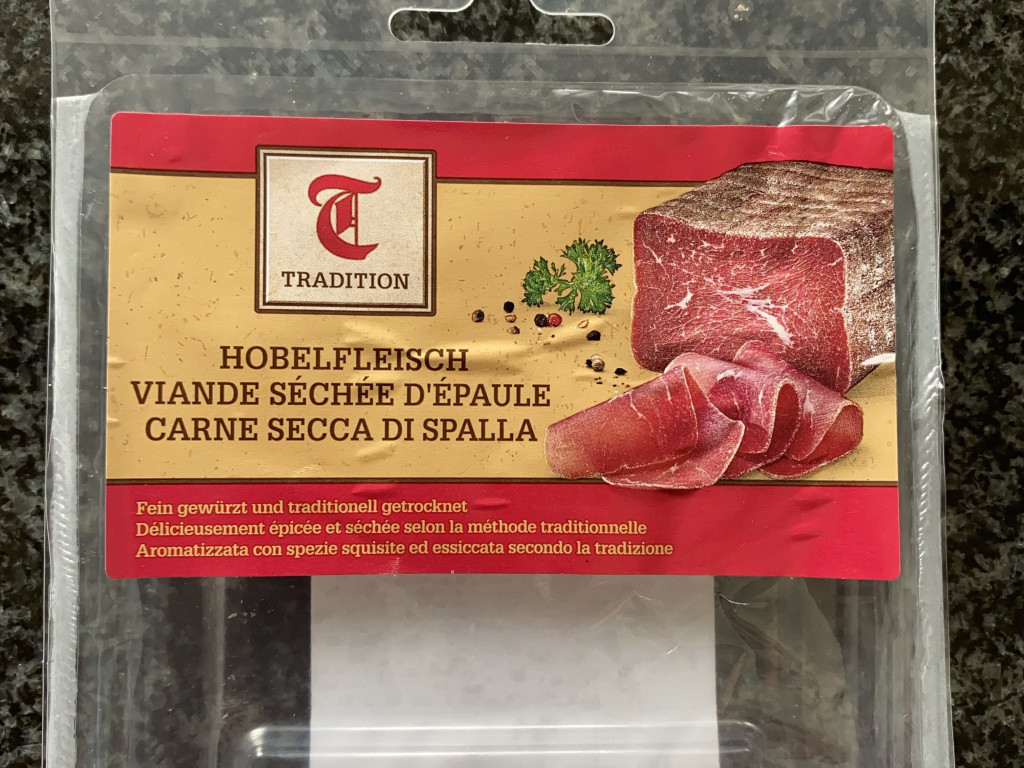 T
TRADITION
HOBELFLEISCH
VIANDE SÉCHÉE D'ÉPAULE
CARNE SECCA DI SPALLA
Fein gewürzt und traditionell getrocknet
Délicieusement épicée et séchée selon la méthode traditionnelle
Aromatizzata con spezie squisite ed essiccata secondo la tradizione